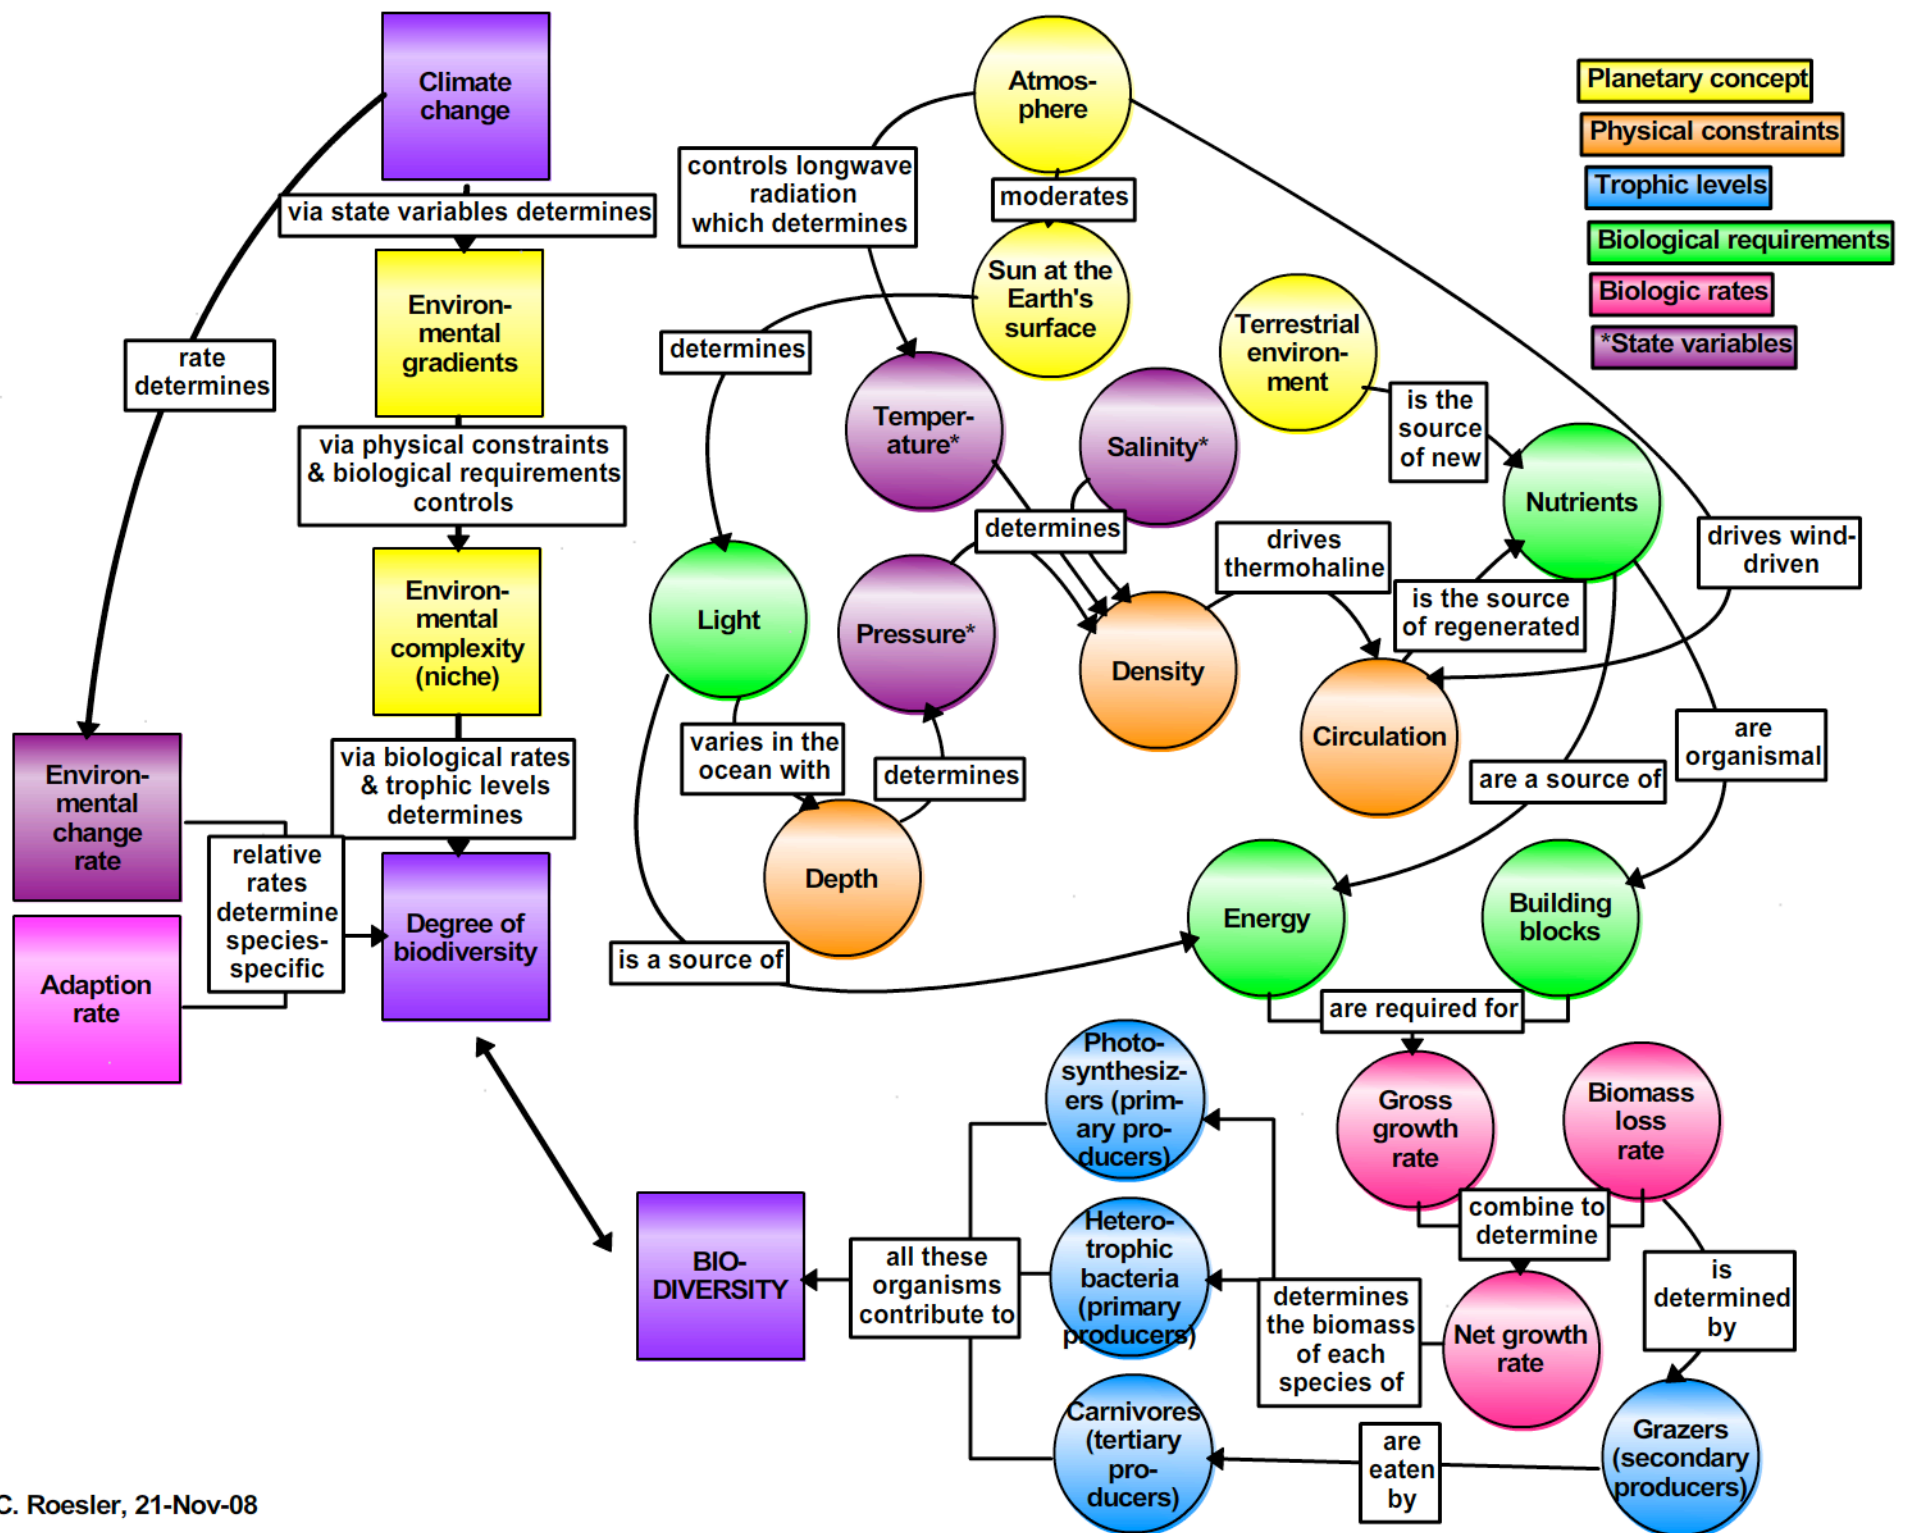 Climate
change
via state variables determines
Environ-
mental
gradients
via physical constraints
& biological requirements
controls
Environ-
mental
complexity
(niche)
via biological rates
& trophic levels
determines
rate
determines
Environ-
mental
change
rate
Adaption
rate
relative
rates
determine
species-
specific
Degree of
biodiversity
Atmos-
phere
controls longwave
radiation
which determines
moderates
Sun at the
Earth's
surface
determines
Temper-
ature*
Salinity*
Terrestrial
environ-
ment
is the
source
of new
Nutrients
determines
drives
thermohaline
drives wind-
driven
is the source
of regenerated
Light
Pressure*
Density
Circulation
varies in the
ocean with
determines
Depth
are a source of
are
organismal
is a source of
Energy
Building
blocks
are required for
Photo-
synthesiz-
ers (prim-
ary pro-
ducers)
Gross
growth
rate
Biomass
loss
rate
combine to
determine
Hetero-
trophic
bacteria
(primary
producers)
BIO-
DIVERSITY
all these
organisms
contribute to
determines
the biomass
of each
species of
Net growth
rate
is
determined
by
Carnivores
(tertiary
pro-
ducers)
are
eaten
by
Grazers
(secondary
producers)
Planetary concept
Physical constraints
Trophic levels
Biological requirements
Biologic rates
*State variables
C. Roesler, 21-Nov-08